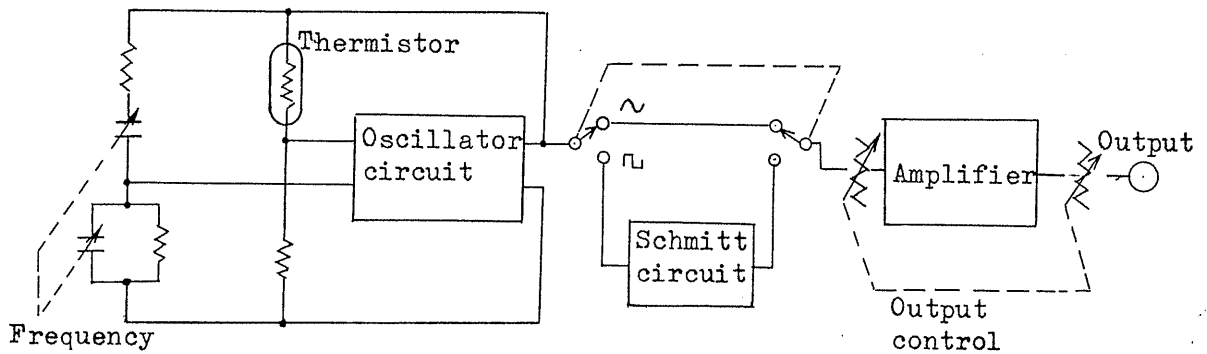 Thermistor
Oscillator
circuit
Schmitt
circuit
Amplifier
Output
Frequency
Output
control